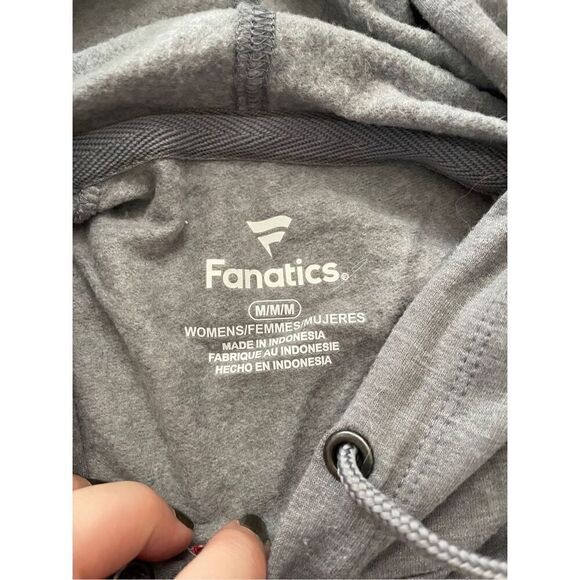 Fanatics®
M/M/M
WOMENS/FEMMES/MUJERES
MADE IN INDONESIA
FABRIQUE AU INDONESIE
HECHO EN INDONESIA